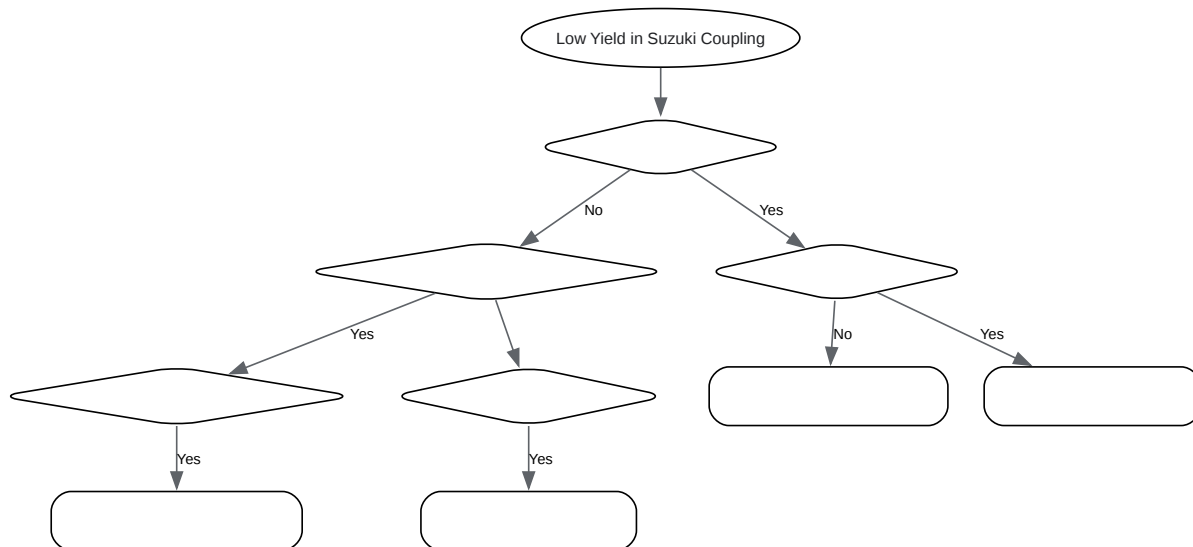 Low Yield in Suzuki Coupling
No
Yes
Yes
No
Yes
Yes
Yes